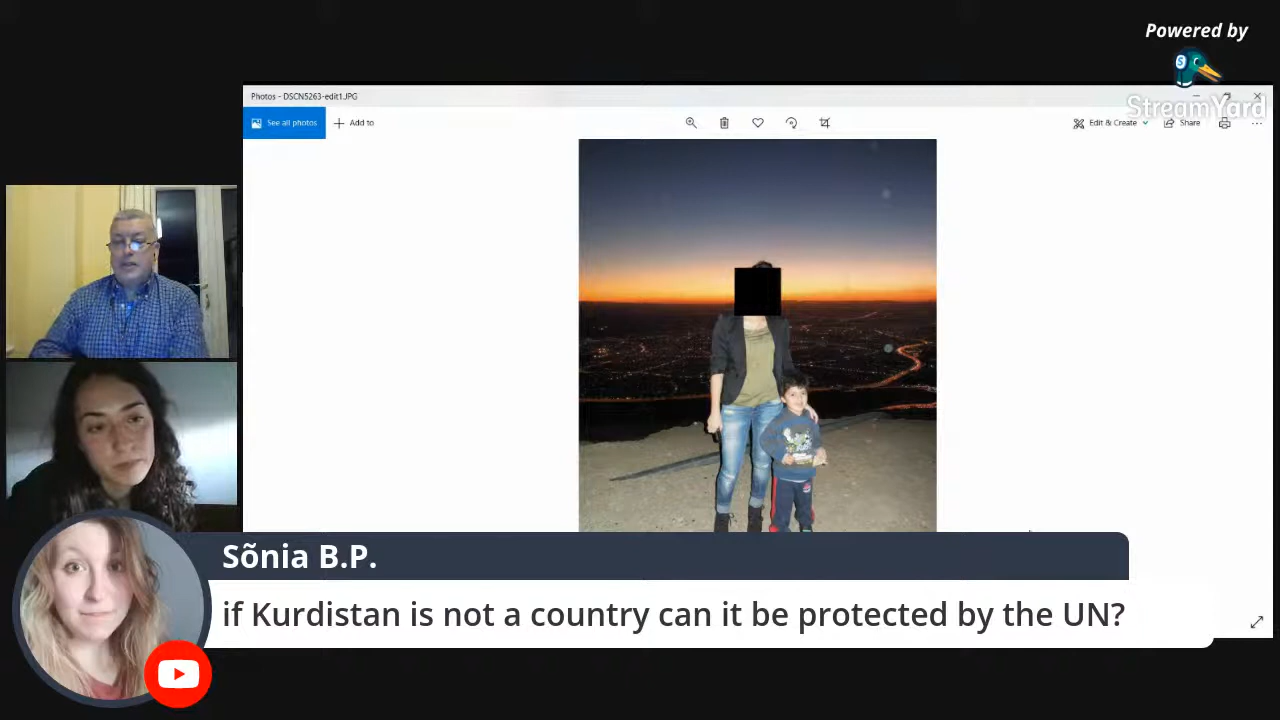 Powered by
StreamYard
Photos - DSCN5263-edit1.JPG
See all photos
Add to
Edit & Create
Share
Sõnia B.P.
if Kurdistan is not a country can it be protected by the UN?